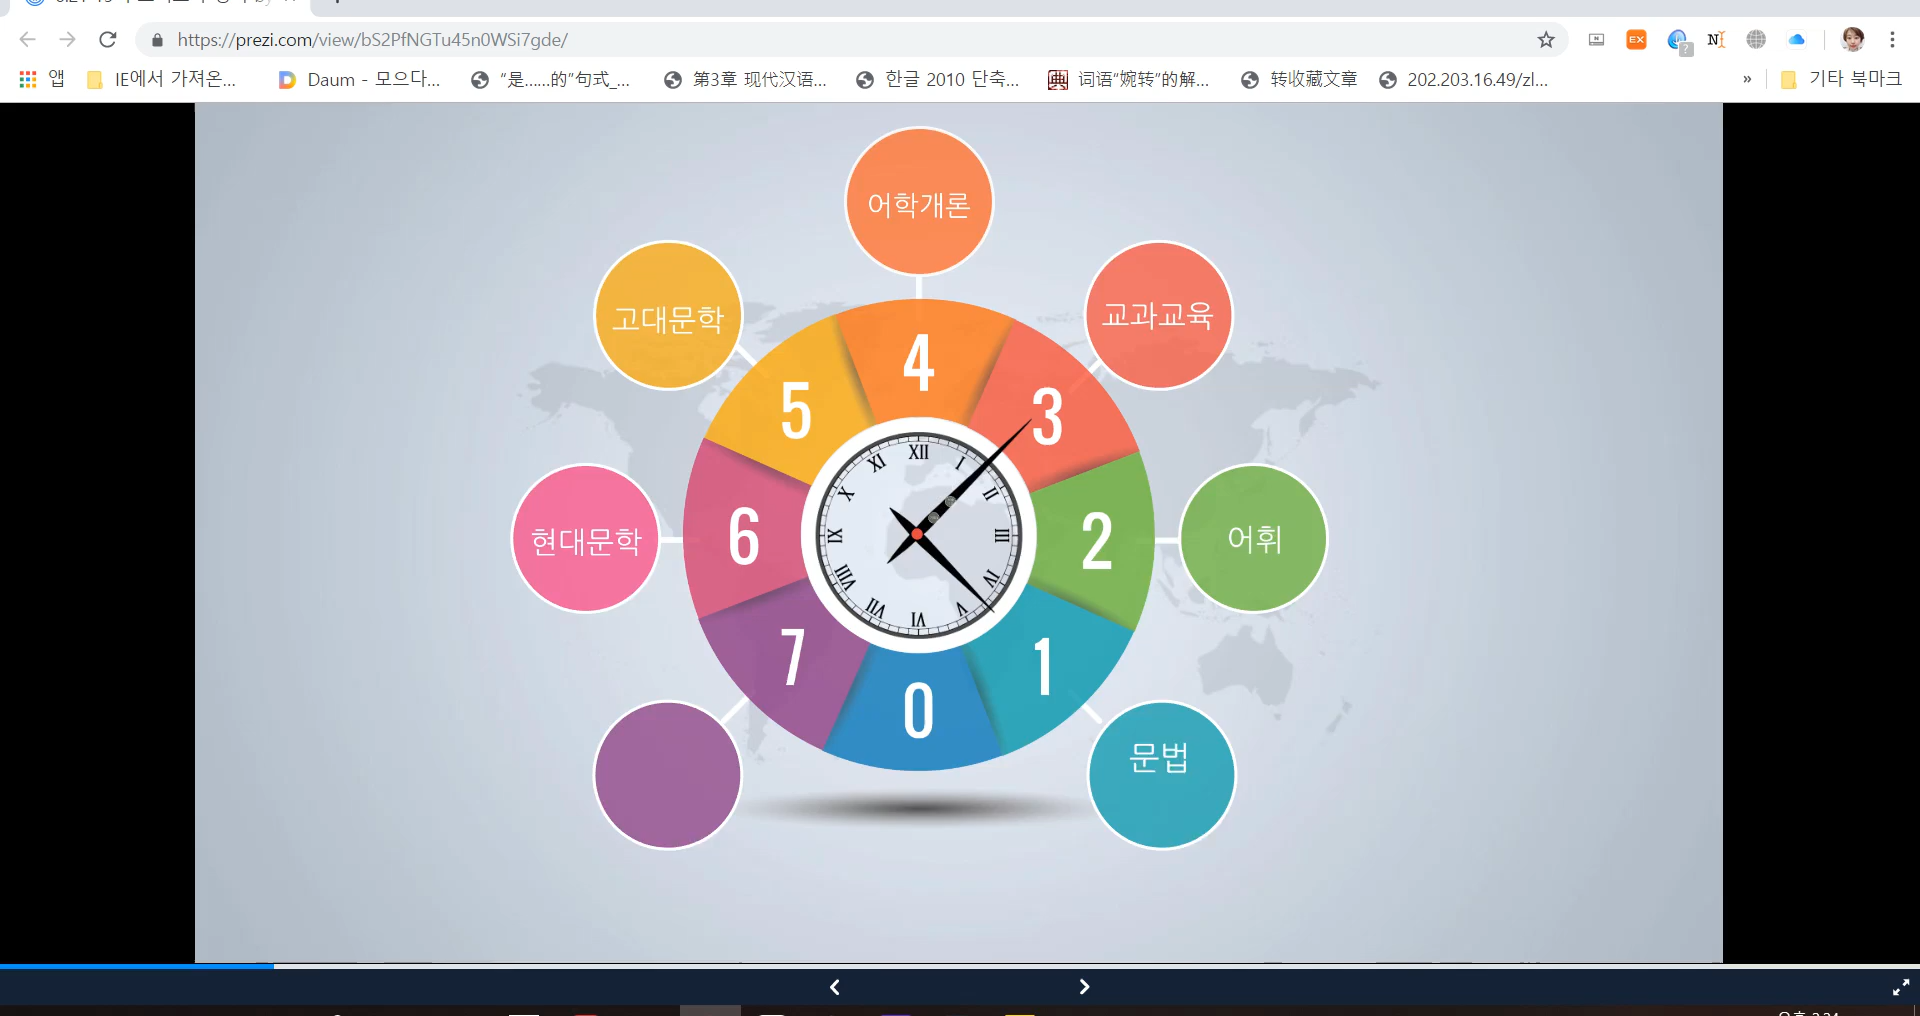 https://prezi.com/view/bS2PfNGTu45n0WSi7gde/
앱
IE에서 가져온...
Daum - 모으다...
“是......的”句式_...
第3章 现代汉语...
한글 2010 단축...
词语“婉转”的解...
转收藏文章
202.203.16.49/zl...
»
기타 북마크
어학개론
고대문학
교과교육
현대문학
어휘
문법
4
5
3
6
2
7
1
0
XII
I
II
III
IV
V
VI
VII
VIII
IX
X
XI
EX
N
?